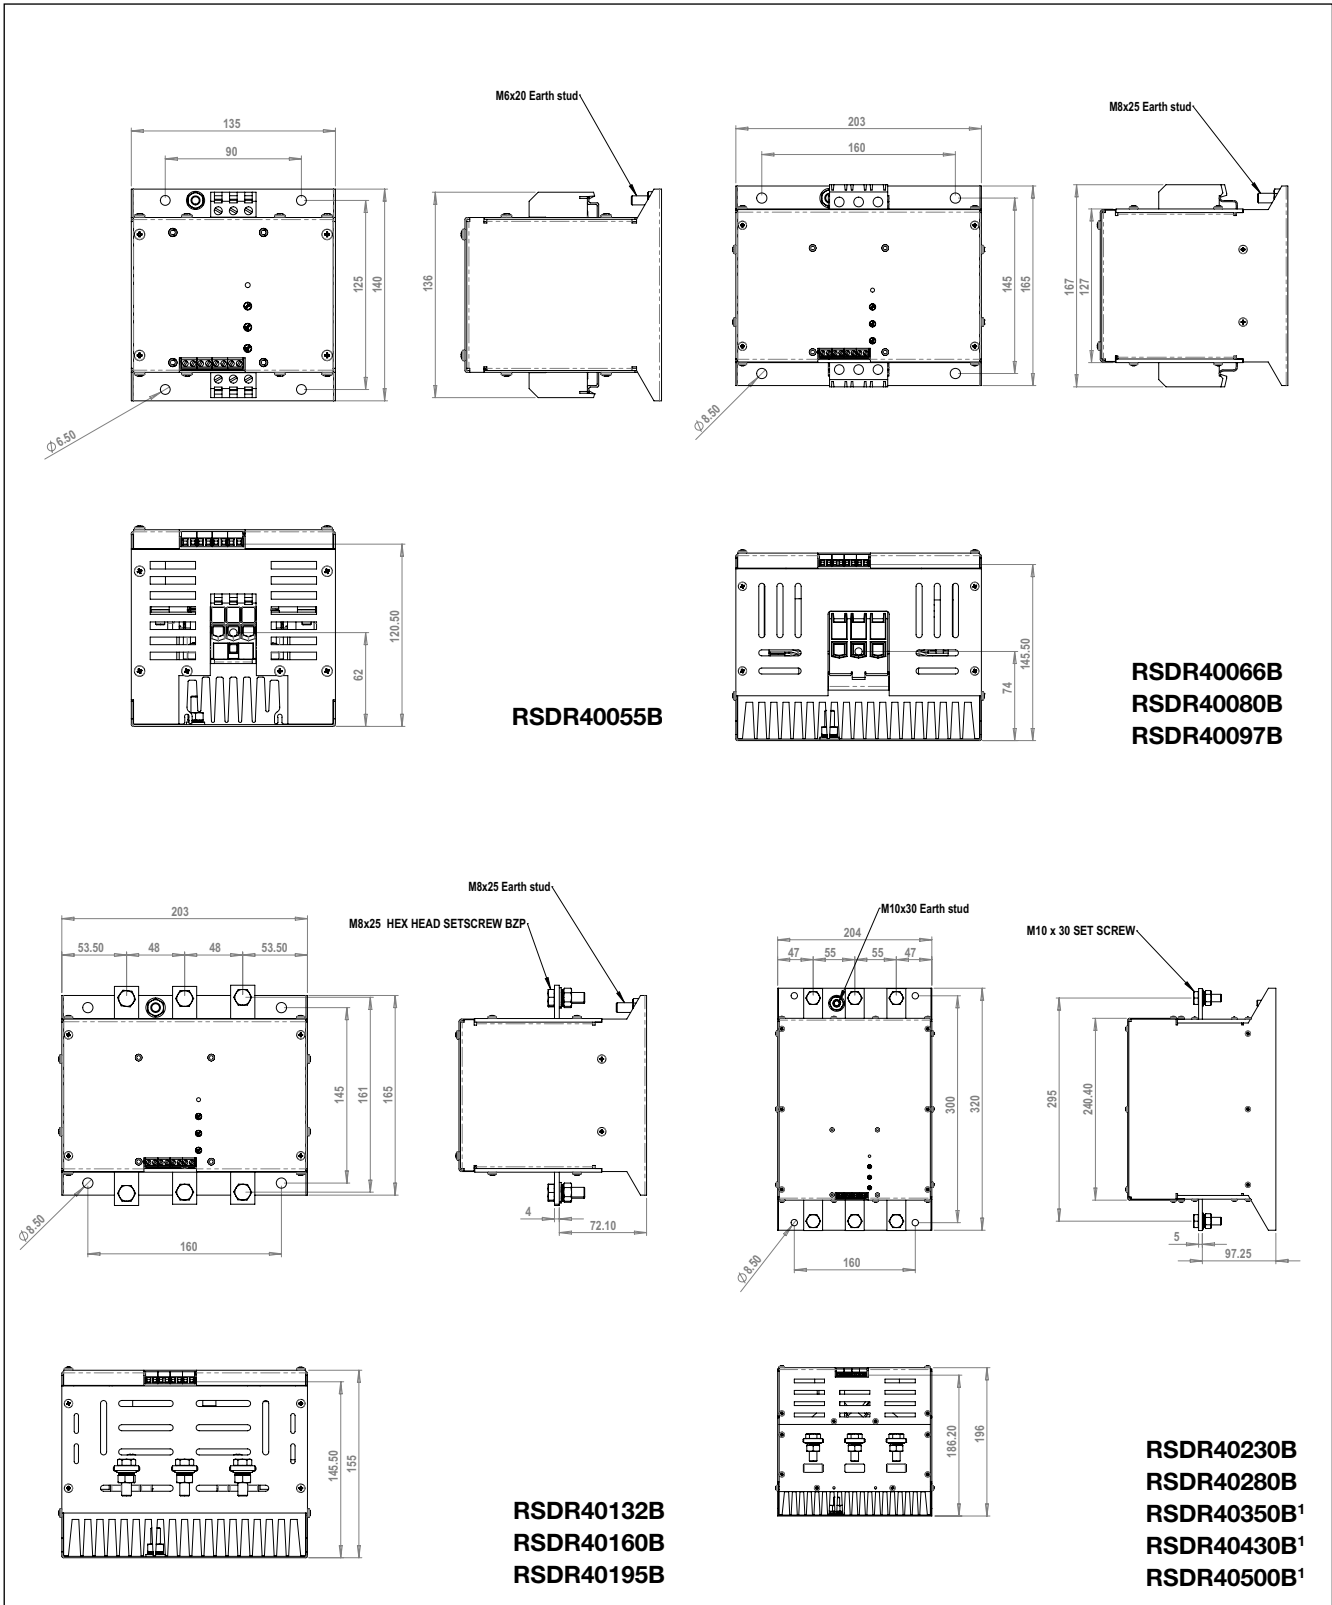 M6x20 Earth stud
135
90
136
125
140
Ø6.50
M8x25 Earth stud
203
160
145
165
167
127
Ø8.50
120.50
62
RSDR40055B
145.50
74
RSDR40066B
RSDR40080B
RSDR40097B
M8x25 Earth stud
M8x25 HEX HEAD SETSCREW BZP
203
53.50
48
48
53.50
145
161
165
Ø8.50
160
4
72.10
M10x30 Earth stud
204
47
55
55
47
M10 x 30 SET SCREW
300
320
295
240.40
Ø8.50
160
5
97.25
145.50
155
RSDR40132B
RSDR40160B
RSDR40195B
186.20
196
RSDR40230B
RSDR40280B
RSDR40350B¹
RSDR40430B¹
RSDR40500B¹